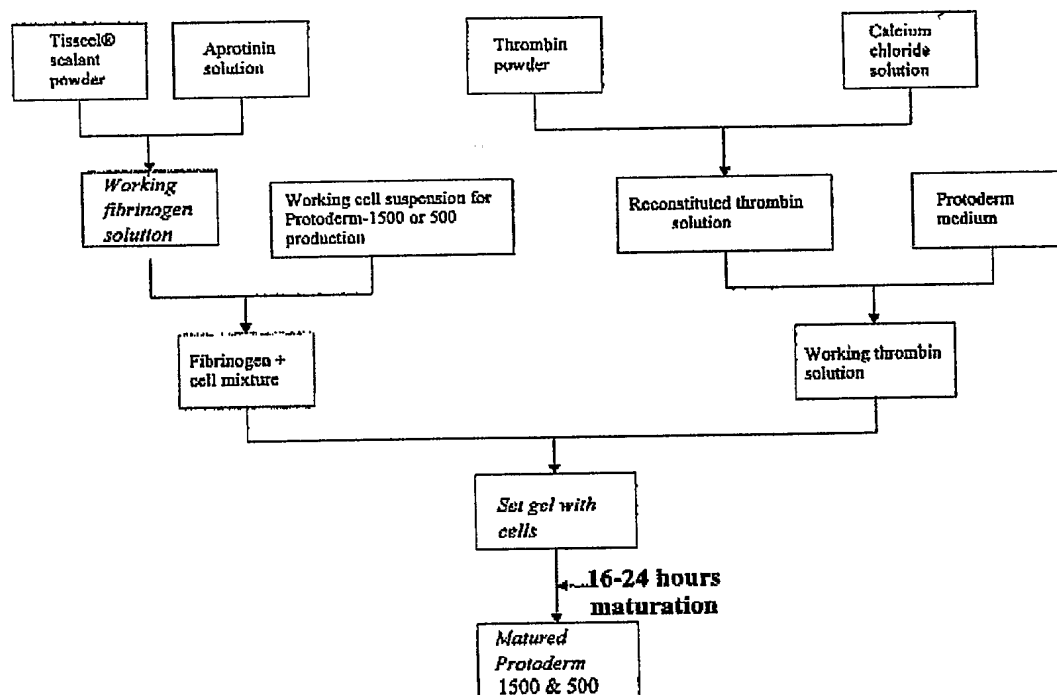 Tisseel®
sealant
powder
Aprotinin
solution
Thrombin
powder
Calcium
chloride
solution
Working
fibrinogen
solution
Working cell suspension for
Protoderm-1500 or 500
production
Reconstituted thrombin
solution
Protoderm
medium
Fibrinogen +
cell mixture
Working thrombin
solution
Set gel with
cells
16-24 hours
maturation
Matured
Protoderm
1500 & 500